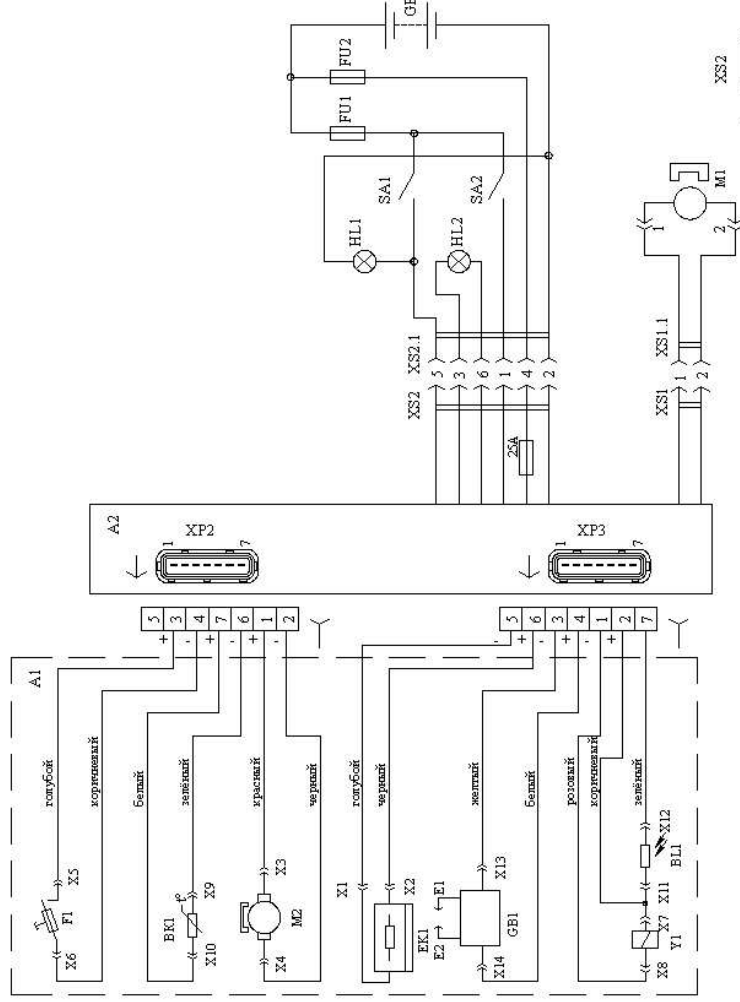 GB
FU2
FU1
XS2
SA1
SA2
M1
1
2
HL1
HL2
XS2.1
XS2
5
3
6
1
4
2
XS1.1
XS1
1
2
25A
A2
XP2
1
7
XP3
1
7
5
3
4
7
6
1
2
+
-
+
-
+
-
5
6
3
4
1
2
7
-
+
+
-
+
A1
голубой
коричневый
белый
зелёный
красный
черный
голубой
черный
желтый
белый
розовый
коричневый
зелёный
X5
F1
X6
X9
BK1
X10
X3
M2
X4
X1
X2
EK1
E1
E2
X13
GB1
X14
X12
BL1
X11
X7
Y1
X8